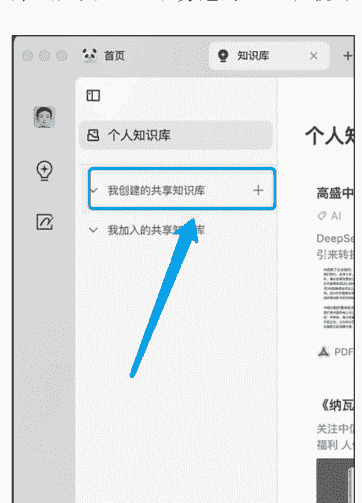 首页
知识库
个人知识库
我创建的共享知识库
我加入的共享知识库
个人
高盛中
AI
DeepSe
引来转
PDF
《纳瓦
关注中信
福利 人